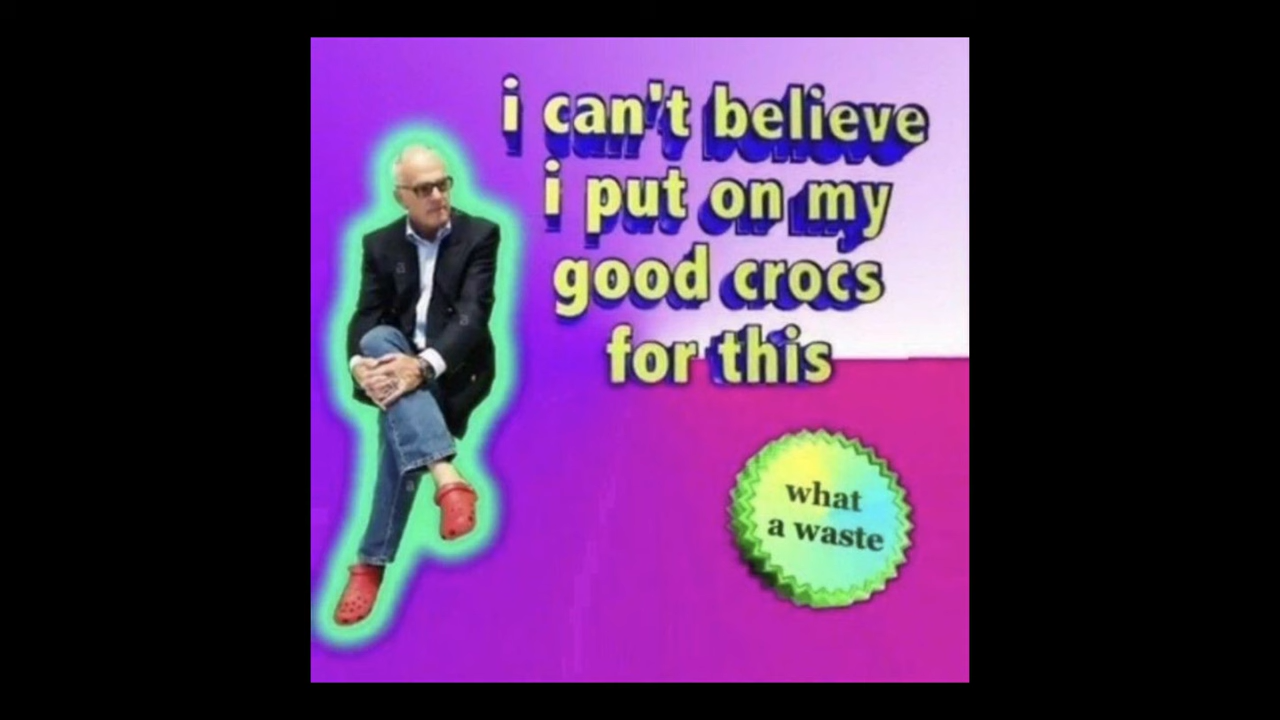 i can't believe
i put on my
good crocs
for this
what
a waste